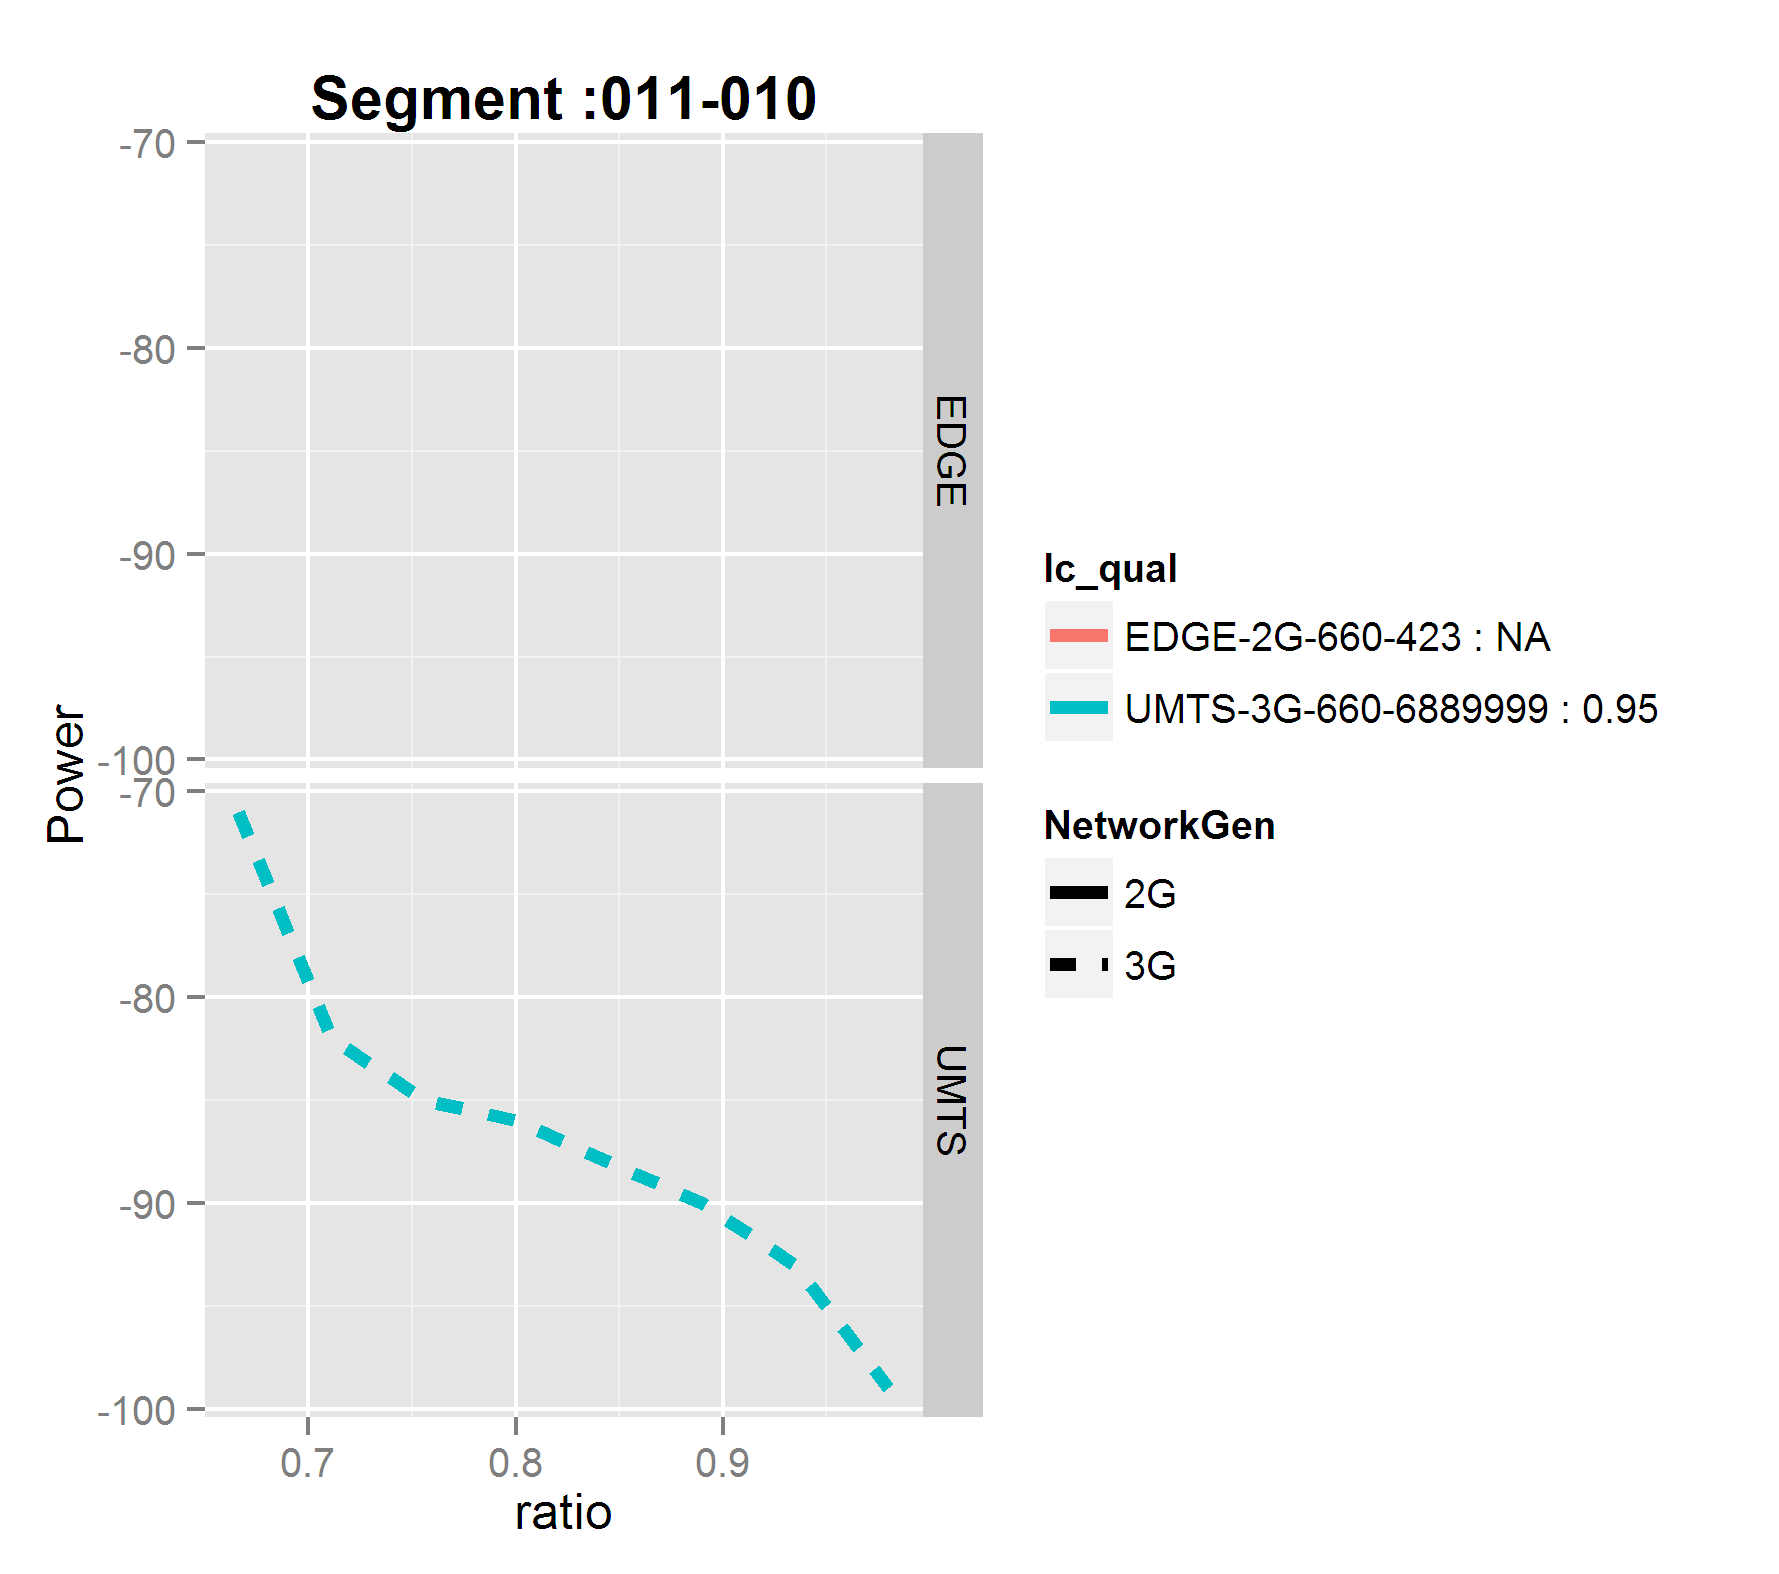 Segment :011-010
-70
-80
-90
-100
EDGE
-70
-80
-90
-100
UMTS
Power
0.7 0.8 0.9
ratio
lc_qual
EDGE-2G-660-423 : NA
UMTS-3G-660-6889999 : 0.95
NetworkGen
2G
3G